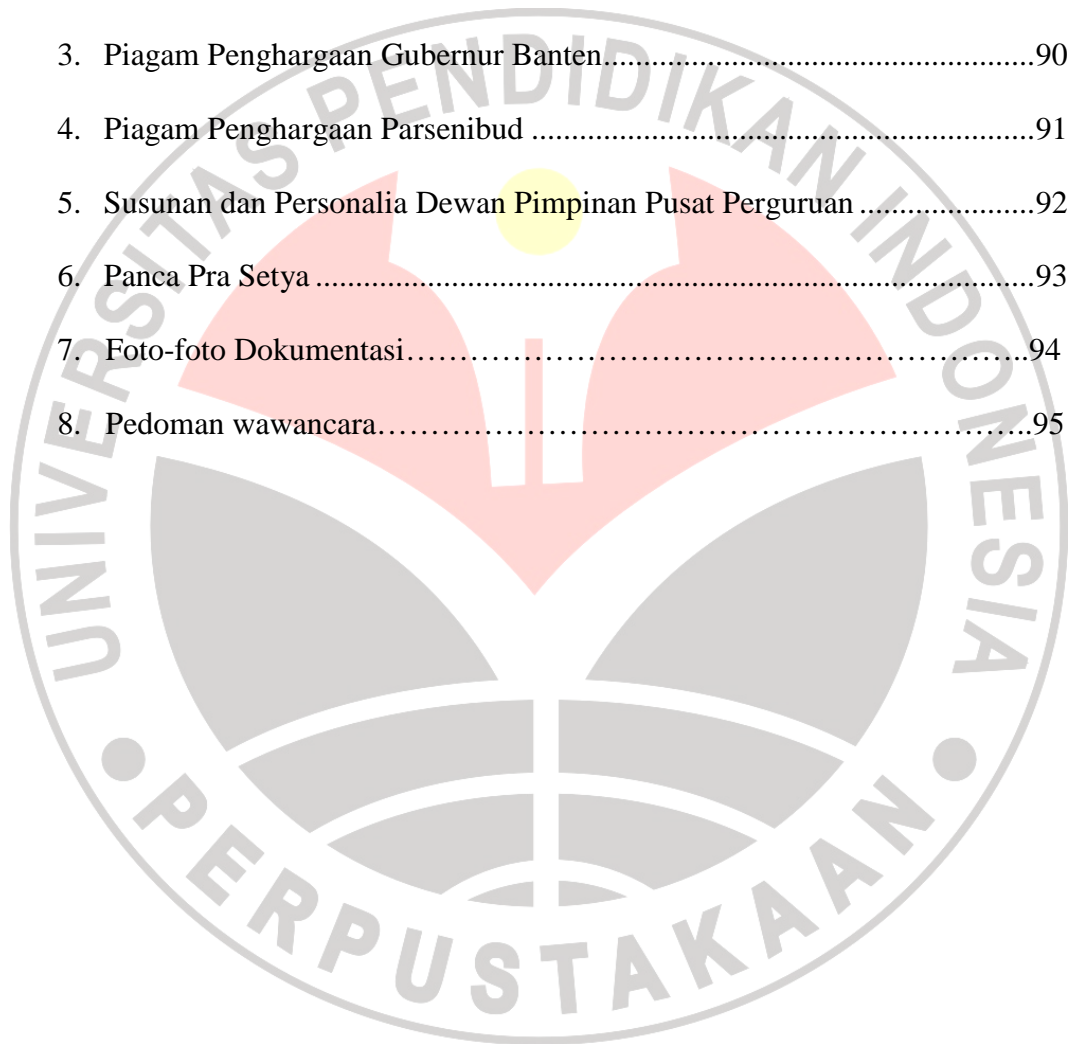 3. Piagam Penghargaan Gubernur Banten..........................................................90
4. Piagam Penghargaan Parsenibud ....................................................................91
5. Susunan dan Personalia Dewan Pimpinan Pusat Perguruan .......................92
6. Panca Pra Setya .................................................................................................93
7. Foto-foto Dokumentasi……………………………………………………..94
8. Pedoman wawancara………………………………………………………..95
UNIVERSITAS PENDIDIKAN INDONESIA
PERPUSTAKAAN